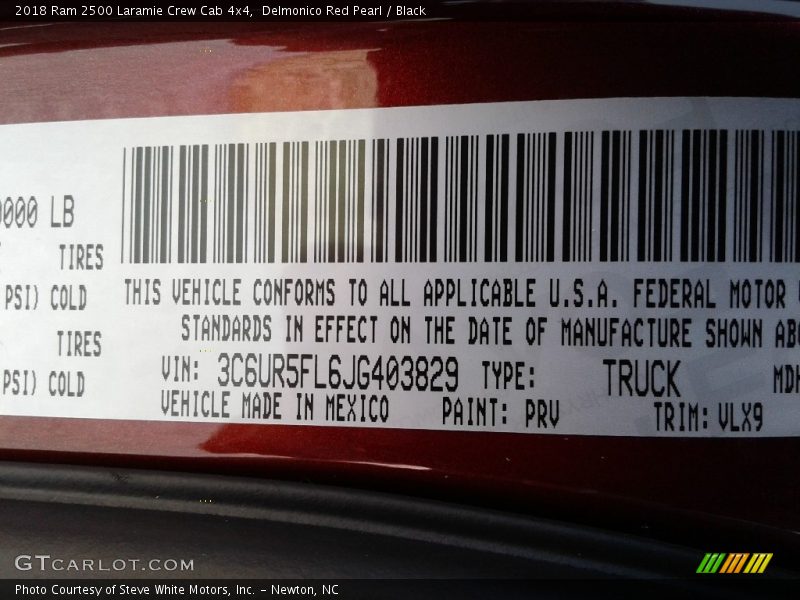 2018 Ram 2500 Laramie Crew Cab 4x4,  Delmonico Red Pearl / Black
LB
TIRES
PSI) COLD
TIRES
PSI) COLD
THIS VEHICLE CONFORMS TO ALL APPLICABLE U.S.A. FEDERAL MOTOR
STANDARDS IN EFFECT ON THE DATE OF MANUFACTURE SHOWN
VIN: 3C6UR5FL6JG403829 TYPE: TRUCK
VEHICLE MADE IN MEXICO PAINT: PRV TRIM: VLX9
GTCARLOT.COM
Photo Courtesy of Steve White Motors, Inc. – Newton, NC